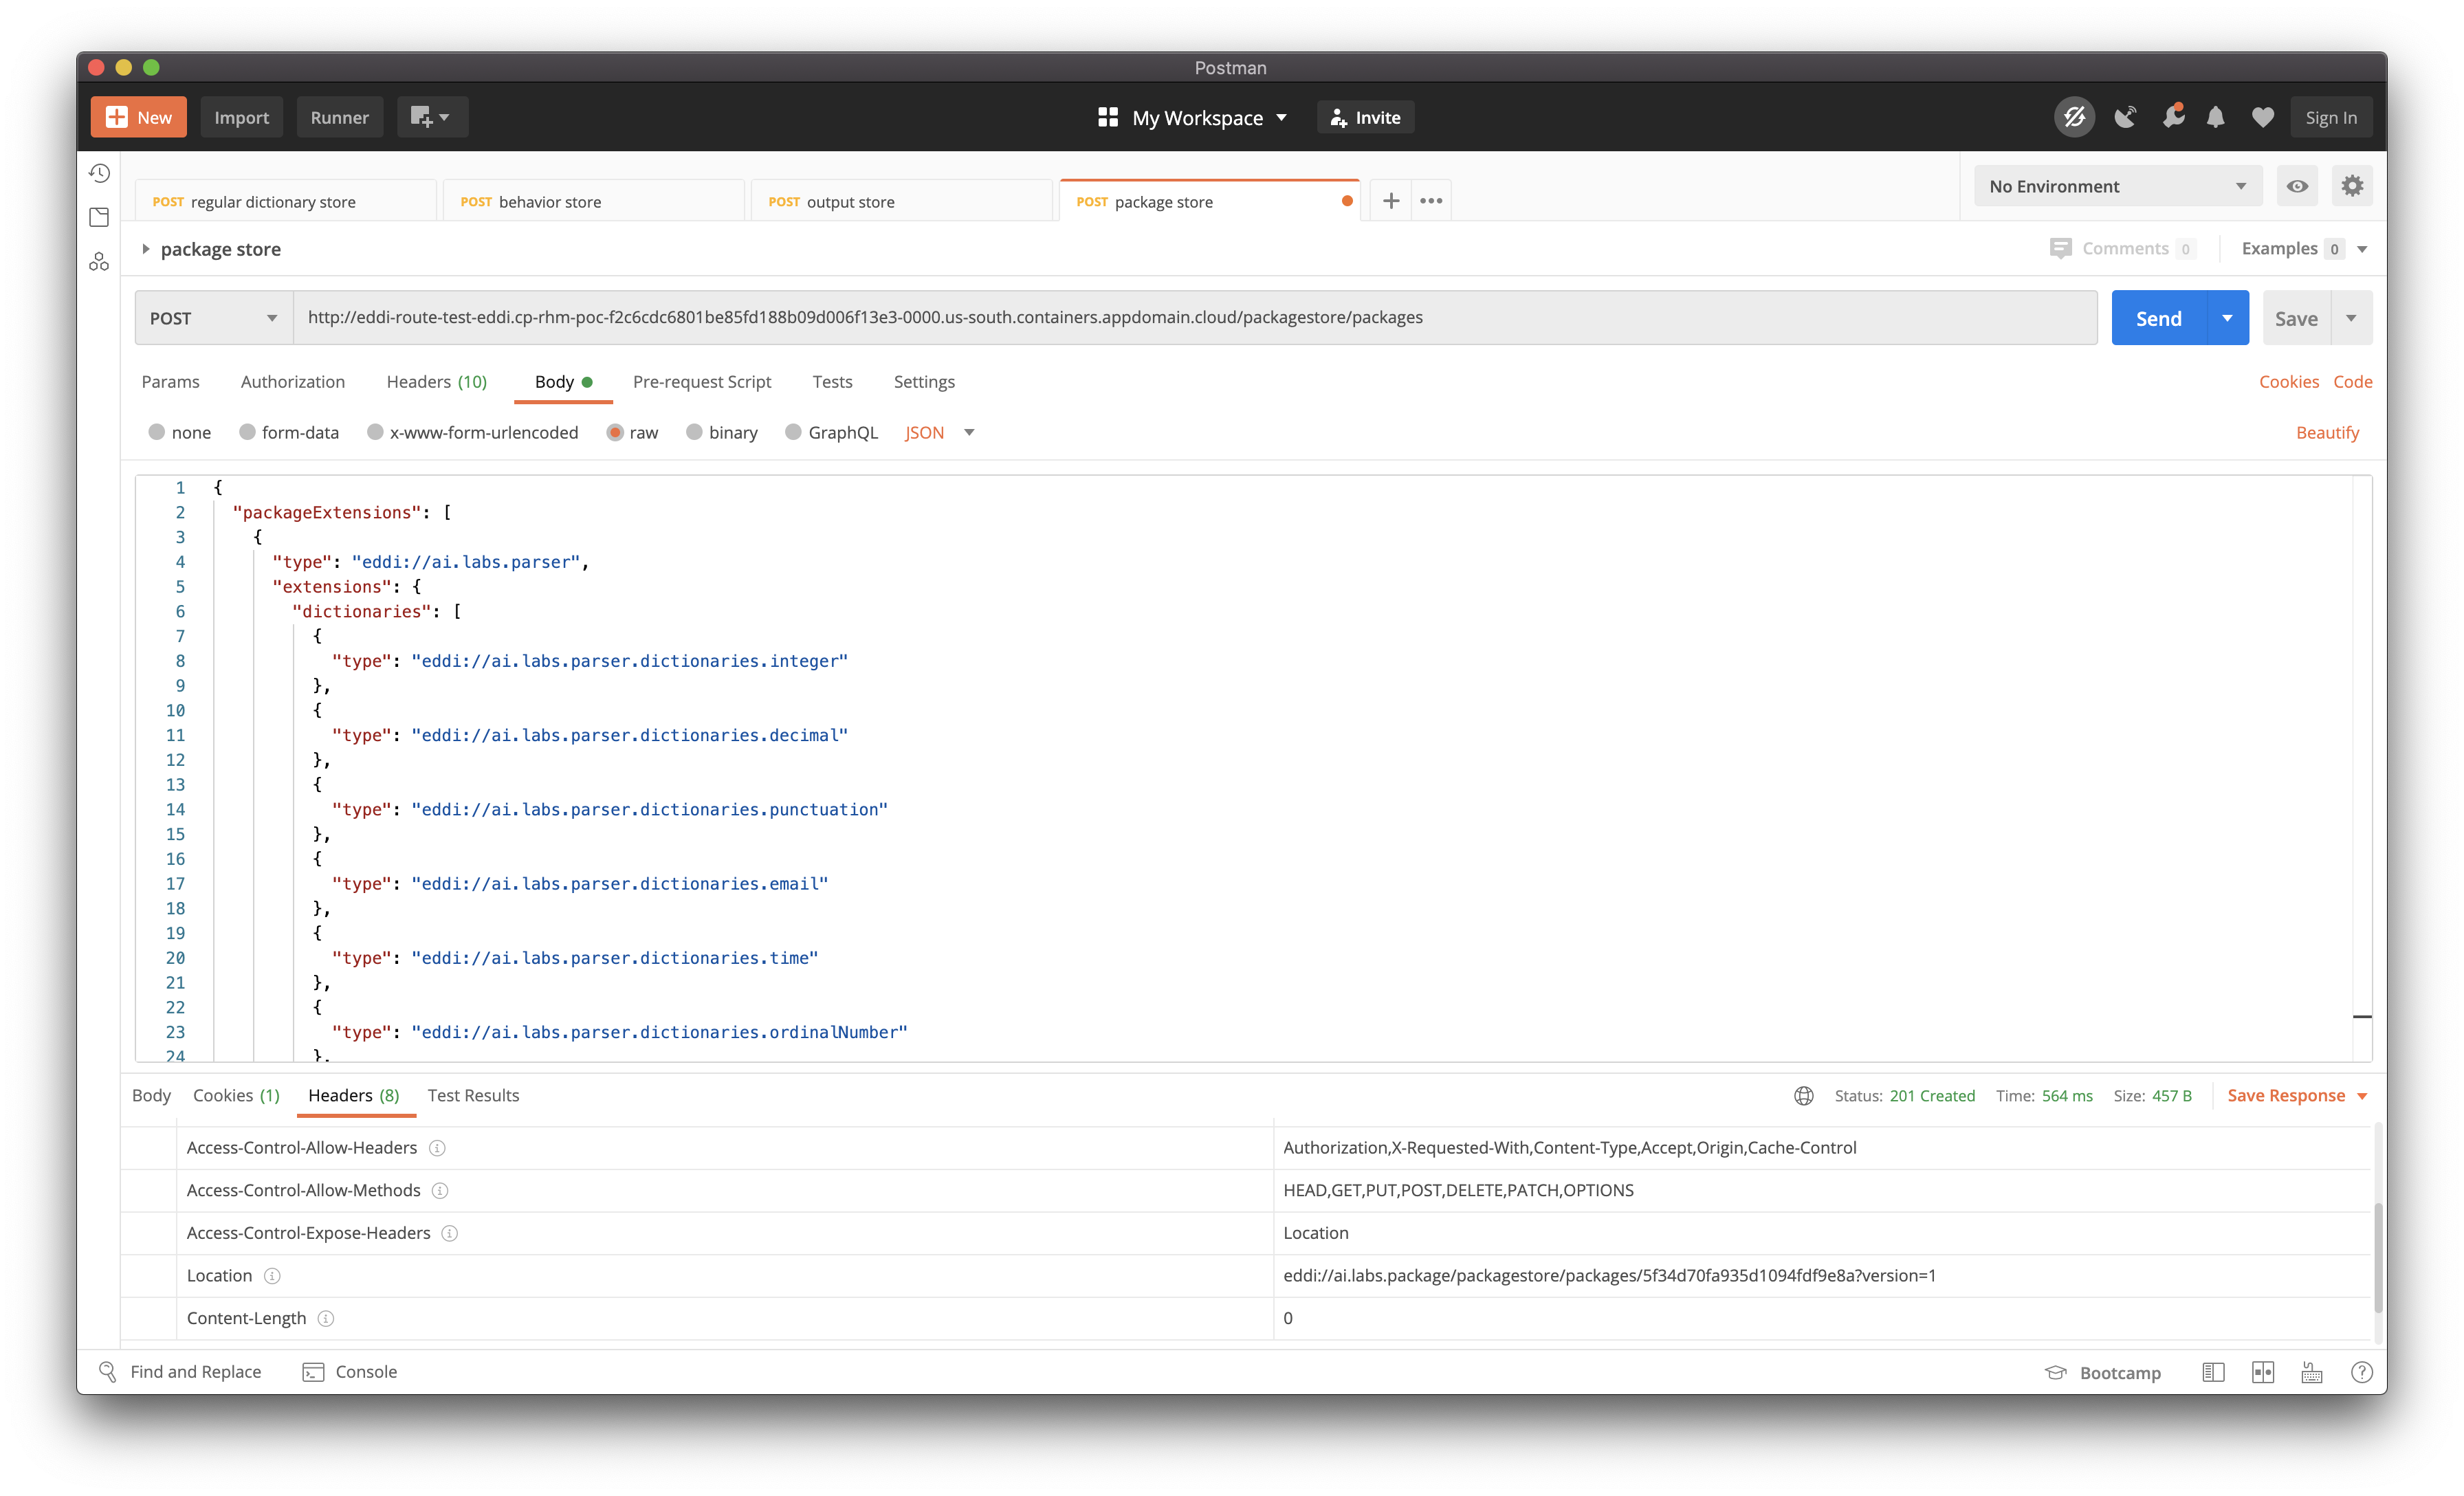 Postman
New Import Runner My Workspace Invite Sign In
POST regular dictionary store POST behavior store POST output store POST package store No Environment
package store Comments 0 Examples 0
POST http://eddi-route-test-eddi.cp-rhm-poc-f2c6cdc6801be85fd188b09d006f13e3-0000.us-south.containers.appdomain.cloud/packagestore/packages Send Save
Params Authorization Headers (10) Body Pre-request Script Tests Settings Cookies Code
none form-data x-www-form-urlencoded raw binary GraphQL JSON Beautify
1 {
2 "packageExtensions": [
3 {
4 "type": "eddi://ai.labs.parser",
5 "extensions": {
6 "dictionaries": [
7 {
8 "type": "eddi://ai.labs.parser.dictionaries.integer"
9 },
10 {
11 "type": "eddi://ai.labs.parser.dictionaries.decimal"
12 },
13 {
14 "type": "eddi://ai.labs.parser.dictionaries.punctuation"
15 },
16 {
17 "type": "eddi://ai.labs.parser.dictionaries.email"
18 },
19 {
20 "type": "eddi://ai.labs.parser.dictionaries.time"
21 },
22 {
23 "type": "eddi://ai.labs.parser.dictionaries.ordinalNumber"
24 },
Body Cookies (1) Headers (8) Test Results Status: 201 Created Time: 564 ms Size: 457 B Save Response
Access-Control-Allow-Headers Authorization,X-Requested-With,Content-Type,Accept,Origin,Cache-Control
Access-Control-Allow-Methods HEAD,GET,PUT,POST,DELETE,PATCH,OPTIONS
Access-Control-Expose-Headers Location
Location eddi://ai.labs.package/packagestore/packages/5f34d70fa935d1094fdf9e8a?version=1
Content-Length 0
Find and Replace Console Bootcamp